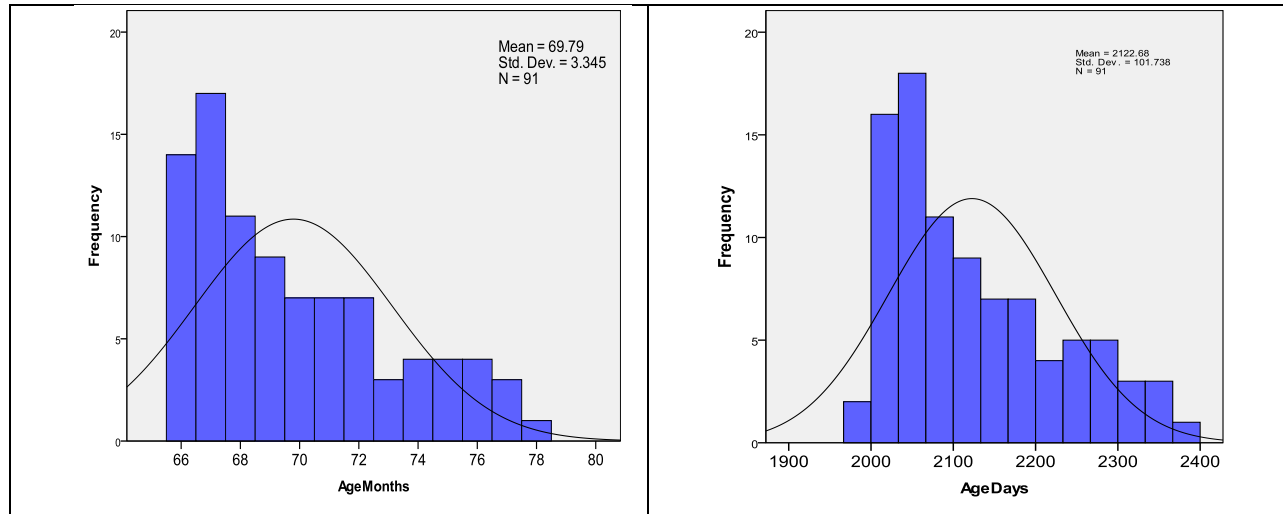 20
15
10
5
0
Frequency
Mean = 69.79
Std. Dev. = 3.345
N = 91
66 68 70 72 74 76 78 80
AgeMonths
20
15
10
5
0
Frequency
Mean = 2122.68
Std. Dev. = 101.738
N = 91
1900 2000 2100 2200 2300 2400
AgeDays